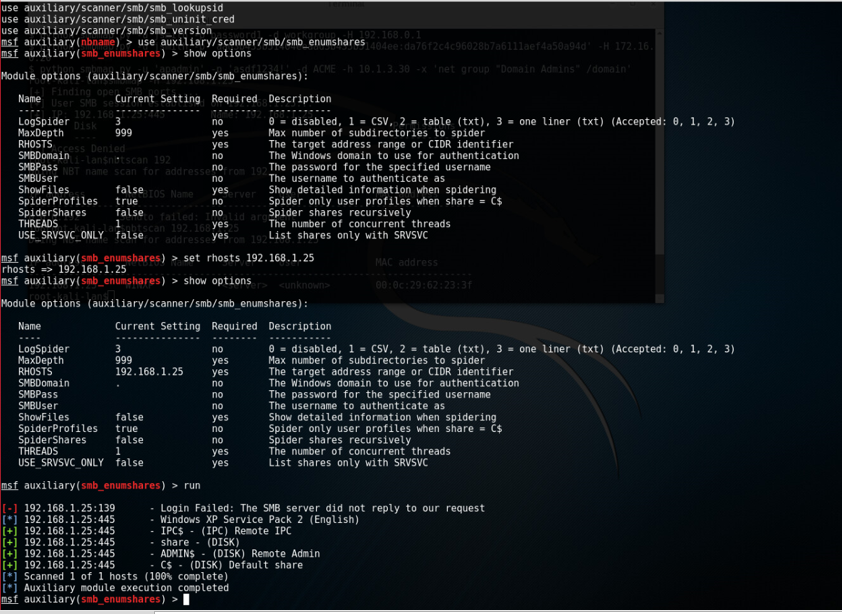 use auxiliary/scanner/smb/smb_lookupsid
use auxiliary/scanner/smb/smb_uninit_cred
use auxiliary/scanner/smb/smb_version
msf auxiliary(nbname) > use auxiliary/scanner/smb/smb_enumshares
msf auxiliary(smb_enumshares) > show options
Module options (auxiliary/scanner/smb/smb_enumshares):
Name Current Setting Required Description
---- --------------- -------- -----------
LogSpider 3 no 0 = disabled, 1 = CSV, 2 = table (txt), 3 = one liner (txt) (Accepted: 0, 1, 2, 3)
MaxDepth 999 yes Max number of subdirectories to spider
RHOSTS yes The target address range or CIDR identifier
SMBDomain . no The Windows domain to use for authentication
SMBPass no The password for the specified username
SMBUser no The username to authenticate as
ShowFiles false yes Show detailed information when spidering
SpiderProfiles true no Spider only user profiles when share = C$
SpiderShares false no Spider shares recursively
THREADS 1 yes The number of concurrent threads
USE_SRVSVC_ONLY false yes List shares only with SRVSVC
msf auxiliary(smb_enumshares) > set rhosts 192.168.1.25
rhosts => 192.168.1.25
msf auxiliary(smb_enumshares) > show options
Module options (auxiliary/scanner/smb/smb_enumshares):
Name Current Setting Required Description
---- --------------- -------- -----------
LogSpider 3 no 0 = disabled, 1 = CSV, 2 = table (txt), 3 = one liner (txt) (Accepted: 0, 1, 2, 3)
MaxDepth 999 yes Max number of subdirectories to spider
RHOSTS 192.168.1.25 yes The target address range or CIDR identifier
SMBDomain . no The Windows domain to use for authentication
SMBPass no The password for the specified username
SMBUser no The username to authenticate as
ShowFiles false yes Show detailed information when spidering
SpiderProfiles true no Spider only user profiles when share = C$
SpiderShares false no Spider shares recursively
THREADS 1 yes The number of concurrent threads
USE_SRVSVC_ONLY false yes List shares only with SRVSVC
msf auxiliary(smb_enumshares) > run
[-] 192.168.1.25:139 - Login Failed: The SMB server did not reply to our request
[*] 192.168.1.25:445 - Windows XP Service Pack 2 (English)
[+] 192.168.1.25:445 - IPC$ - (IPC) Remote IPC
[+] 192.168.1.25:445 - share - (DISK)
[+] 192.168.1.25:445 - ADMIN$ - (DISK) Remote Admin
[+] 192.168.1.25:445 - C$ - (DISK) Default share
[*] Scanned 1 of 1 hosts (100% complete)
[*] Auxiliary module execution completed
msf auxiliary(smb_enumshares) >